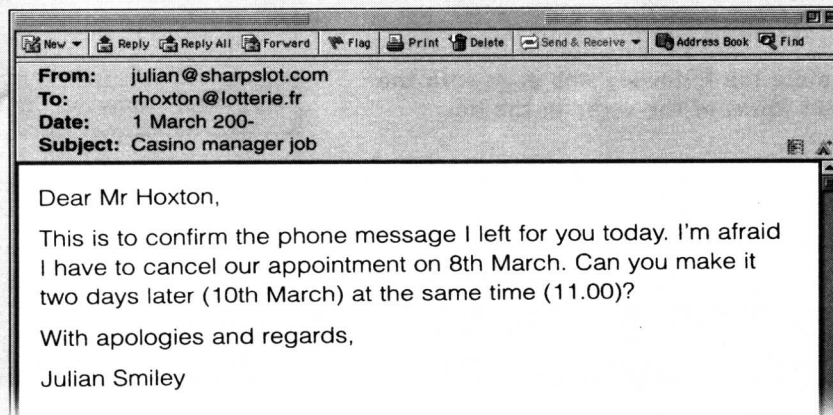 New Reply Reply All Forward Flag Print Delete Send & Receive Address Book Find
From: julian@sharpslot.com
To: rhoxton@lotterie.fr
Date: 1 March 200-
Subject: Casino manager job
Dear Mr Hoxton,
This is to confirm the phone message I left for you today. I'm afraid
I have to cancel our appointment on 8th March. Can you make it
two days later (10th March) at the same time (11.00)?
With apologies and regards,
Julian Smiley